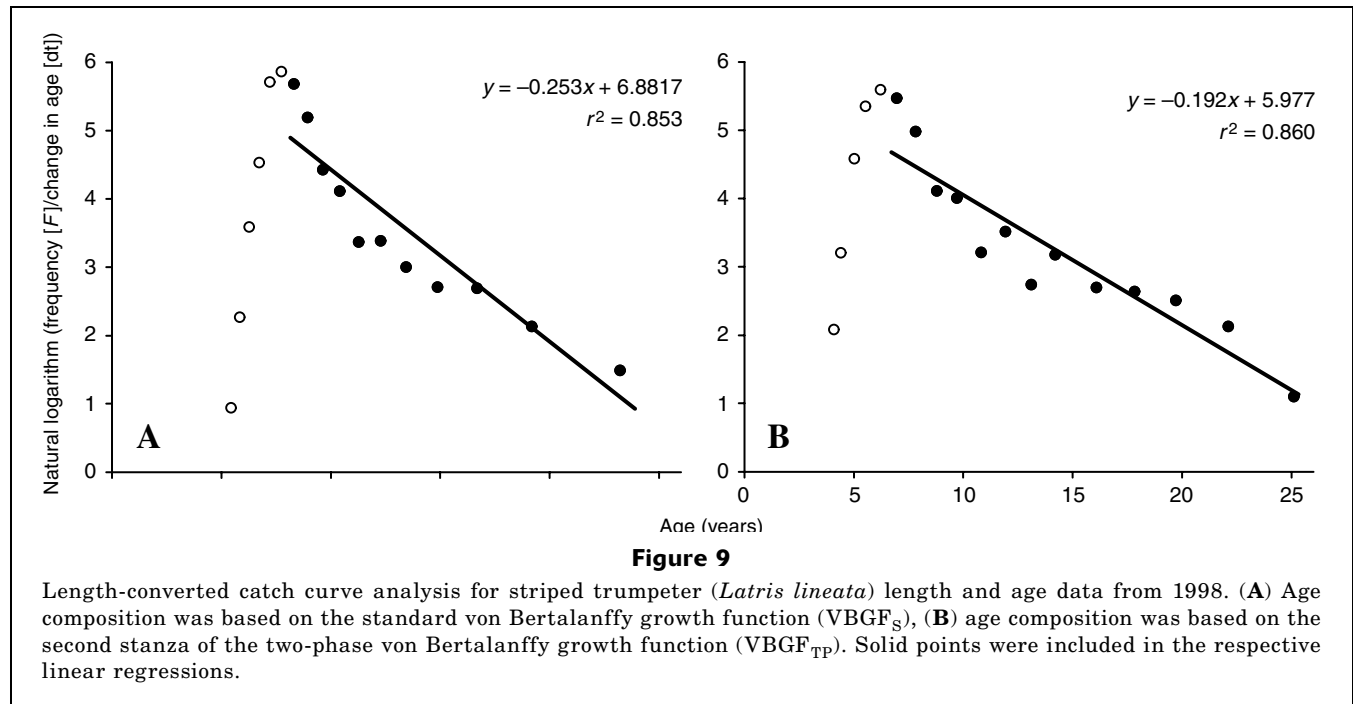 Natural logarithm (frequency [F]/change in age [dt])
6
5
4
3
2
1
0
y = –0.253x + 6.8817
r2 = 0.853
A
6
5
4
3
2
1
0
y = –0.192x + 5.977
r2 = 0.860
B
0 5 10 15 20 25
Age (years)
Figure 9
Length-converted catch curve analysis for striped trumpeter (Latris lineata) length and age data from 1998. (A) Age
composition was based on the standard von Bertalanffy growth function (VBGFS), (B) age composition was based on the
second stanza of the two-phase von Bertalanffy growth function (VBGFTP). Solid points were included in the respective
linear regressions.